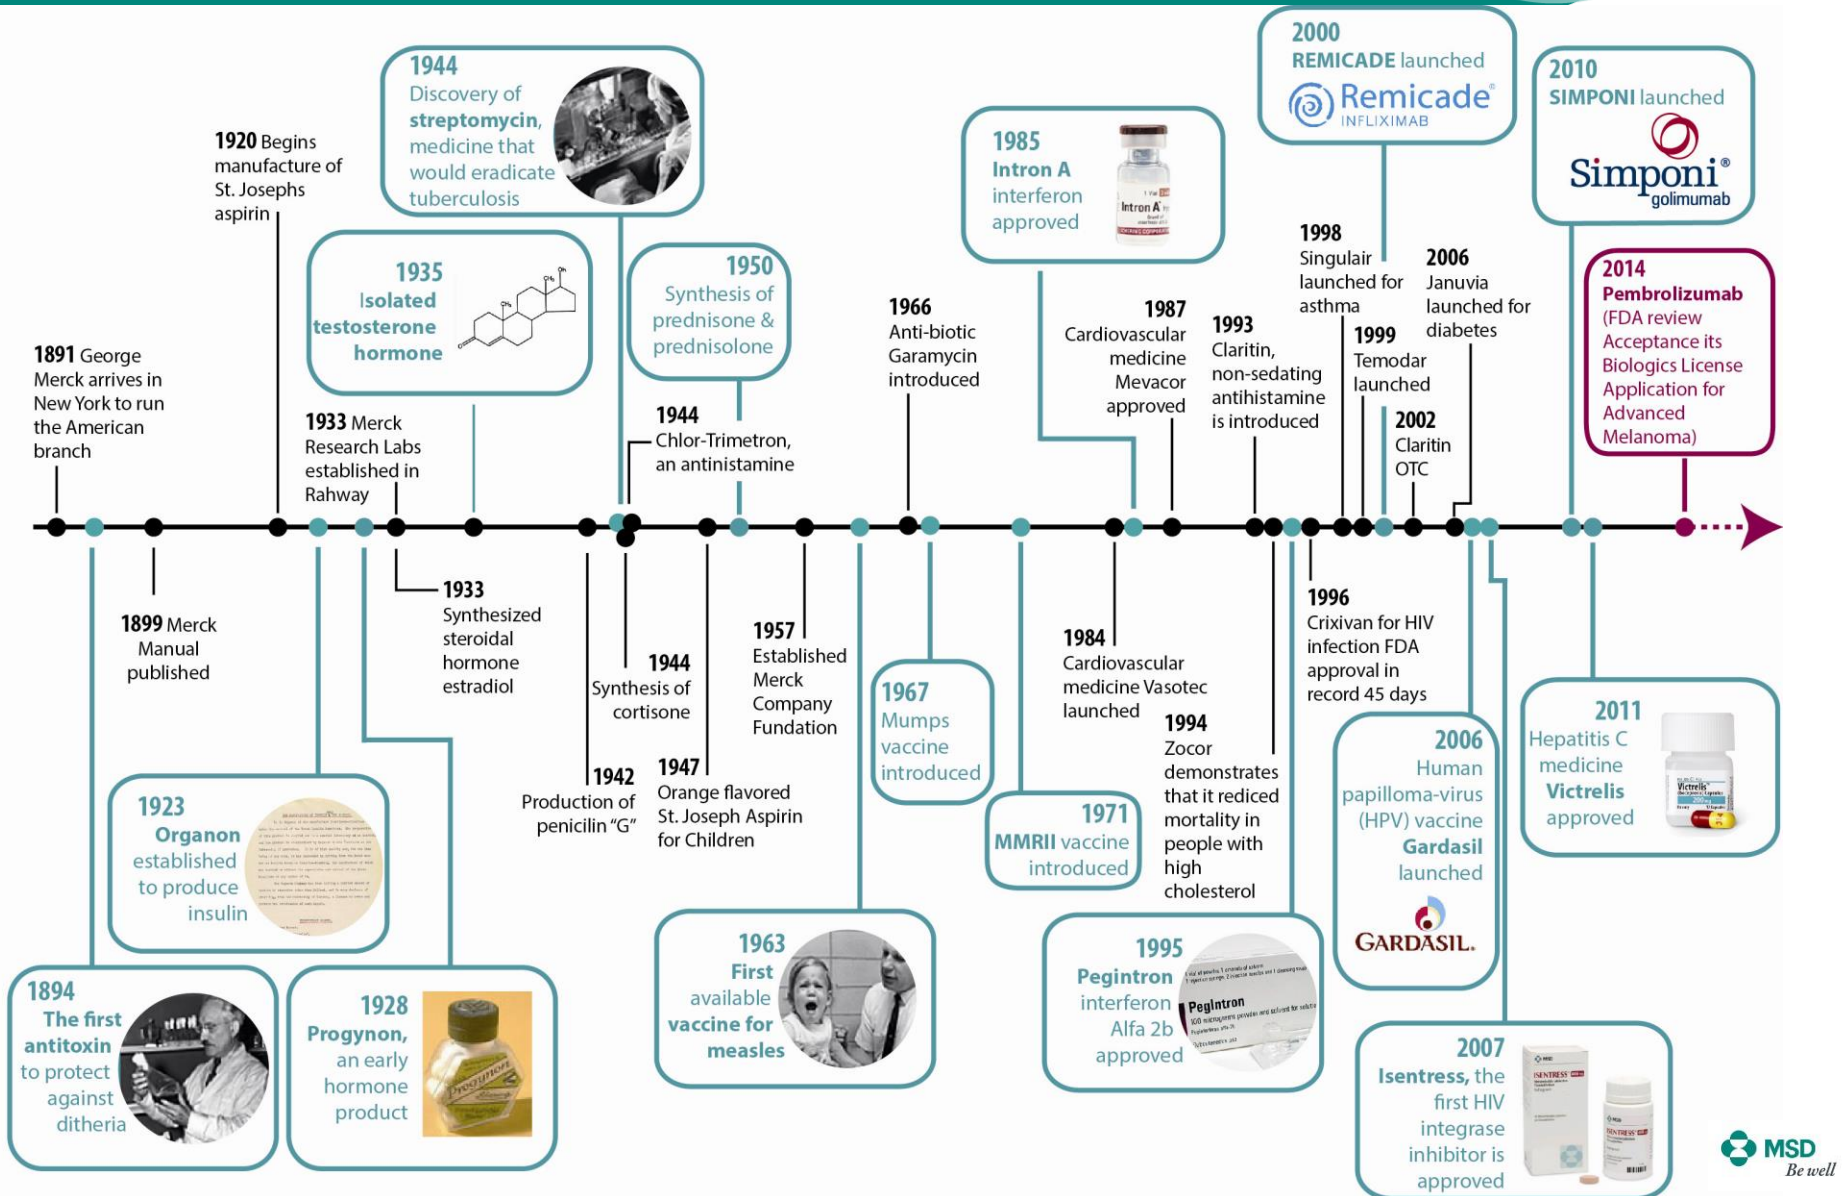 1944
Discovery of
streptomycin,
medicine that
would eradicate
tuberculosis
2000
REMICADE launched
Remicade®
INFLIXIMAB
2010
SIMPONI launched
Simponi®
golimumab
1920 Begins
manufacture of
St. Josephs
aspirin
1985
Intron A
interferon
approved
Intron A
1935
Isolated
testosterone
hormone
CH₃
CH₃
Oh
O
1950
Synthesis of
prednisone &
prednisolone
1998
Singulair
launched for
asthma
2006
Januvia
launched for
diabetes
2014
Pembrolizumab
(FDA review
Acceptance its
Biologics License
Application for
Advanced
Melanoma)
1891 George
Merck arrives in
New York to run
the American
branch
1933 Merck
Research Labs
established in
Rahway
1944
Chlor-Trimetron,
an antinistamine
1966
Anti-biotic
Garamycin
introduced
1987
Cardiovascular
medicine
Mevacor
approved
1993
Claritin,
non-sedating
antihistamine
is introduced
1999
Temodar
launched
2002
Claritin
OTC
1899 Merck
Manual
published
1933
Synthesized
steroidal
hormone
estradiol
1944
Synthesis of
cortisone
1942
Production of
penicilin “G”
1947
Orange flavored
St. Joseph Aspirin
for Children
1957
Established
Merck
Company
Fundation
1967
Mumps
vaccine
introduced
1984
Cardiovascular
medicine Vasotec
launched
1971
MMRII vaccine
introduced
1994
Zocor
demonstrates
that it rediced
mortality in
people with
high
cholesterol
1996
Crixivan for HIV
infection FDA
approval in
record 45 days
2006
Human
papilloma-virus
(HPV) vaccine
Gardasil
launched
GARDASIL.
2011
Hepatitis C
medicine
Victrelis
approved
Victrelis
200mg
1923
Organon
established
to produce
insulin
1894
The first
antitoxin
to protect
against
ditheria
1928
Progynon,
an early
hormone
product
Progynon
1963
First
available
vaccine for
measles
1995
Pegintron
interferon
Alfa 2b
approved
PegIntron
2007
Isentress, the
first HIV
integrase
inhibitor is
approved
MSD
ISENTRESS
MSD
ISENTRESS
MSD
Be well